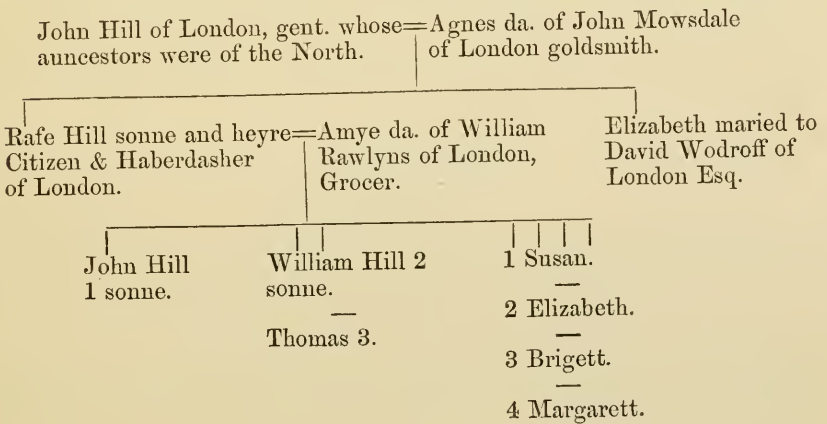 John Hill of London, gent. whose=Agnes da. of John Mowsdale
auncestors were of the North.
of London goldsmith.
Rafe Hill sonne and heyre=Amye da. of William
Citizen & Haberdasher
Rawlyns of London,
of London.
Grocer.
Elizabeth maried to
David Wodroff of
London Esq.
John Hill
1 sonne.
William Hill 2
sonne.
Thomas 3.
1 Susan.
2 Elizabeth.
3 Brigett.
4 Margarett.